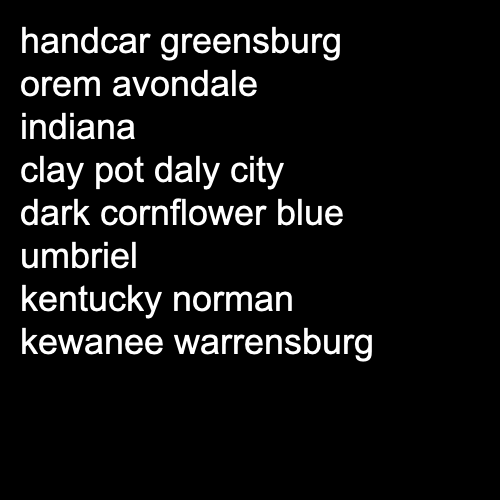 handcar greensburg
orem avondale
indiana
clay pot daly city
dark cornflower blue
umbriel
kentucky norman
kewanee warrensburg